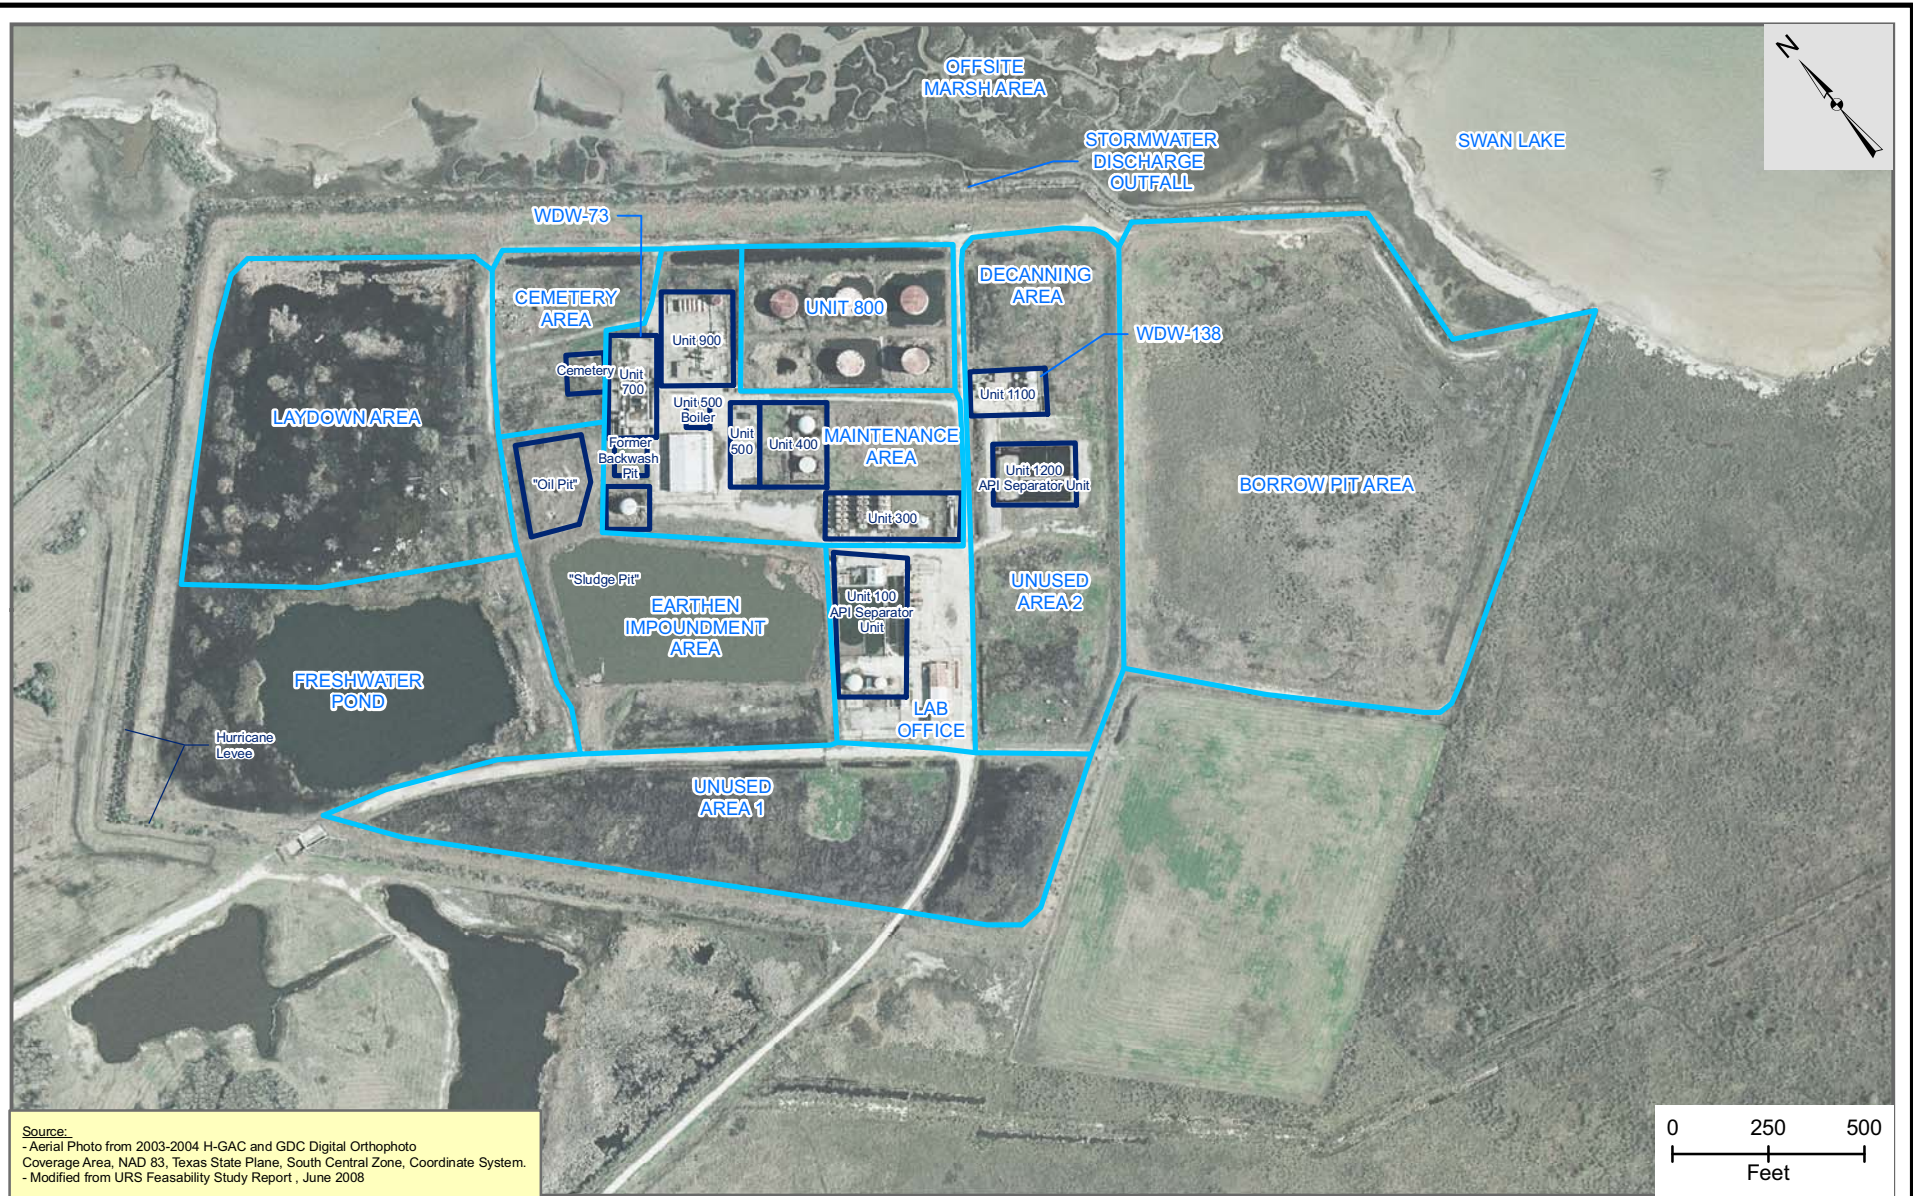 N
OFFSITE
MARSH AREA
STORMWATER
DISCHARGE
OUTFALL
SWAN LAKE
WDW-73
CEMETERY
AREA
UNIT 800
DECANNING
AREA
WDW-138
Unit 900
Cemetery
Unit
700
Unit 1100
LAYDOWN AREA
Unit 500
Boiler
Unit
500
Unit 400
MAINTENANCE
AREA
Former
Backwash
Pit
"Oil Pit"
Unit 1200
API Separator Unit
BORROW PIT AREA
Unit 300
"Sludge Pit"
EARTHEN
IMPOUNDMENT
AREA
Unit 100
API Separator
Unit
UNUSED
AREA 2
FRESHWATER
POND
LAB
OFFICE
Hurricane
Levee
UNUSED
AREA 1
Source:
- Aerial Photo from 2003-2004 H-GAC and GDC Digital Orthophoto
Coverage Area, NAD 83, Texas State Plane, South Central Zone, Coordinate System.
- Modified from URS Feasability Study Report , June 2008
0 250 500
Feet